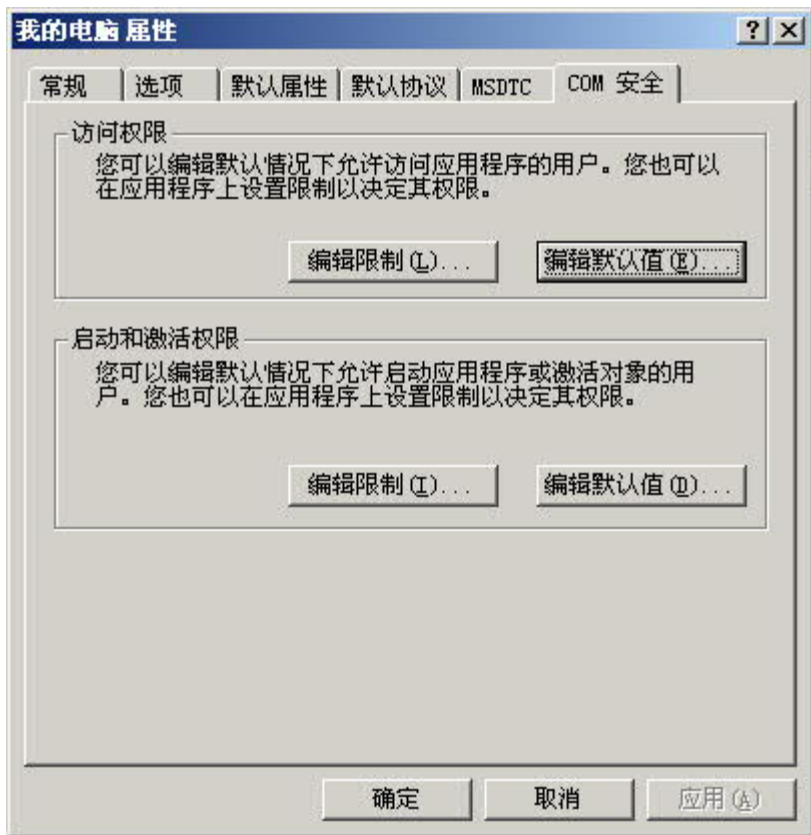 我的电脑 属性
常规 选项 默认属性 默认协议 MSDTC COM 安全
访问权限
您可以编辑默认情况下允许访问应用程序的用户。您也可以
在应用程序上设置限制以决定其权限。
编辑限制(L)... 编辑默认值(E)...
启动和激活权限
您可以编辑默认情况下允许启动应用程序或激活对象的用
户。您也可以在应用程序上设置限制以决定其权限。
编辑限制(I)... 编辑默认值(D)...
确定 取消 应用(A)